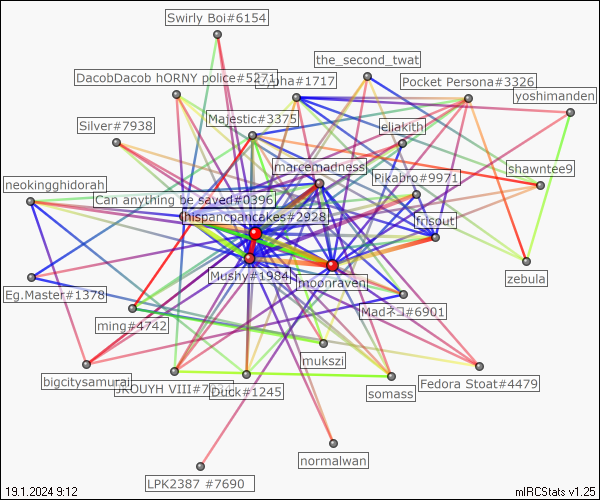 Swirly Boi#6154
the_second_twat
DacobDacob hORNY police#5271
pha#1717
Pocket Persona#3326
yoshimanden
Majestic#3375
Silver#7938
eliakith
marcemadness
shawntee9
Pikabro#9971
neokingghidorah
Can anything be saved#0396
hispancpancakes#2928
frisout
Mushy#1984
moonraven
zebula
Eg.Master#1378
Madネコ#6901
ming#4742
mukszi
bigcitysamurai
JROUYH VIII#7
Duck#1245
somass
Fedora Stoat#4479
normalwan
LPK2387 #7690
19.1.2024 9:12
mIRCStats v1.25